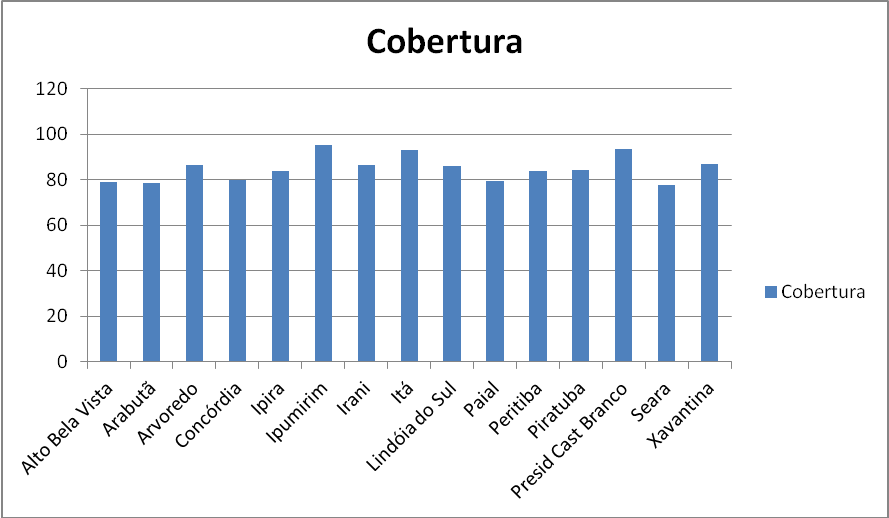 Cobertura
120
100
80
60
40
20
0
Alto Bela Vista
Arabutã
Arvoredo
Concórdia
Ipira
Ipumirim
Irani
Itá
Lindóia do Sul
Paial
Peritiba
Piratuba
Presid Cast Branco
Seara
Xavantina
Cobertura